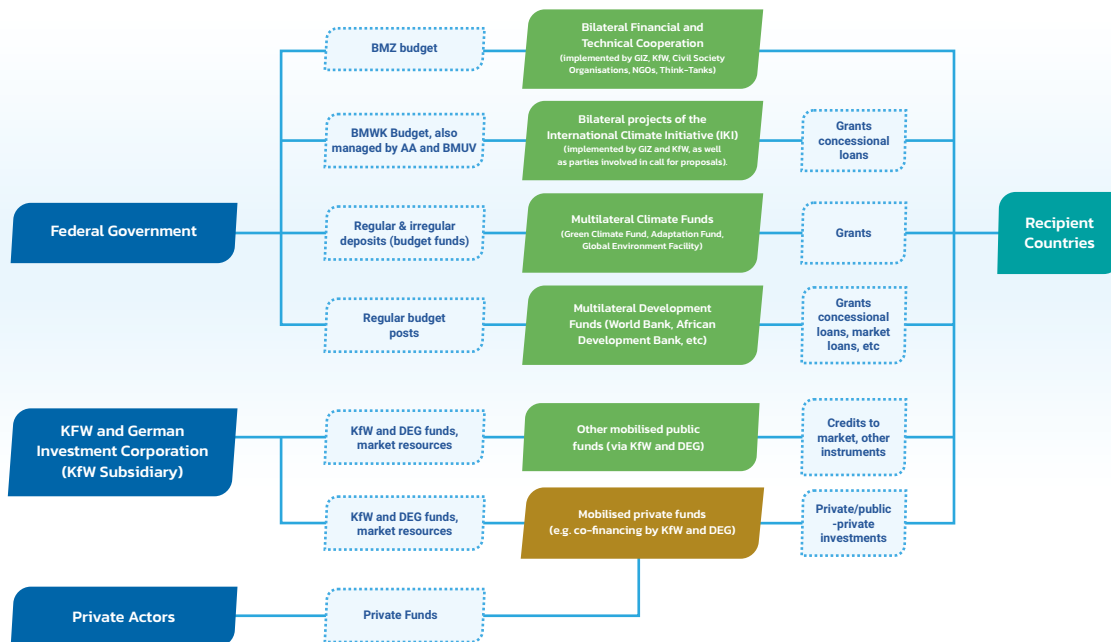 BMZ budget
Bilateral Financial and
Technical Cooperation
(implemented by GIZ, KfW, Civil Society
Organisations, NGOs, Think-Tanks)
BMWK Budget, also
managed by AA and BMUV
Bilateral projects of the
International Climate Initiative (IKI)
(implemented by GIZ and KfW, as well
as parties involved in call for proposals).
Grants
concessional
loans
Federal Government
Regular & irregular
deposits (budget funds)
Multilateral Climate Funds
(Green Climate Fund, Adaptation Fund,
Global Environment Facility)
Grants
Recipient
Countries
Regular budget
posts
Multilateral Development
Funds (World Bank, African
Development Bank, etc)
Grants
concessional
loans, market
loans, etc
KFW and German
Investment Corporation
(KfW Subsidiary)
KfW and DEG funds,
market resources
Other mobilised public
funds (via KfW and DEG)
Credits to
market, other
instruments
KfW and DEG funds,
market resources
Mobilised private funds
(e.g. co-financing by KfW and DEG)
Private/public
-private
investments
Private Actors
Private Funds